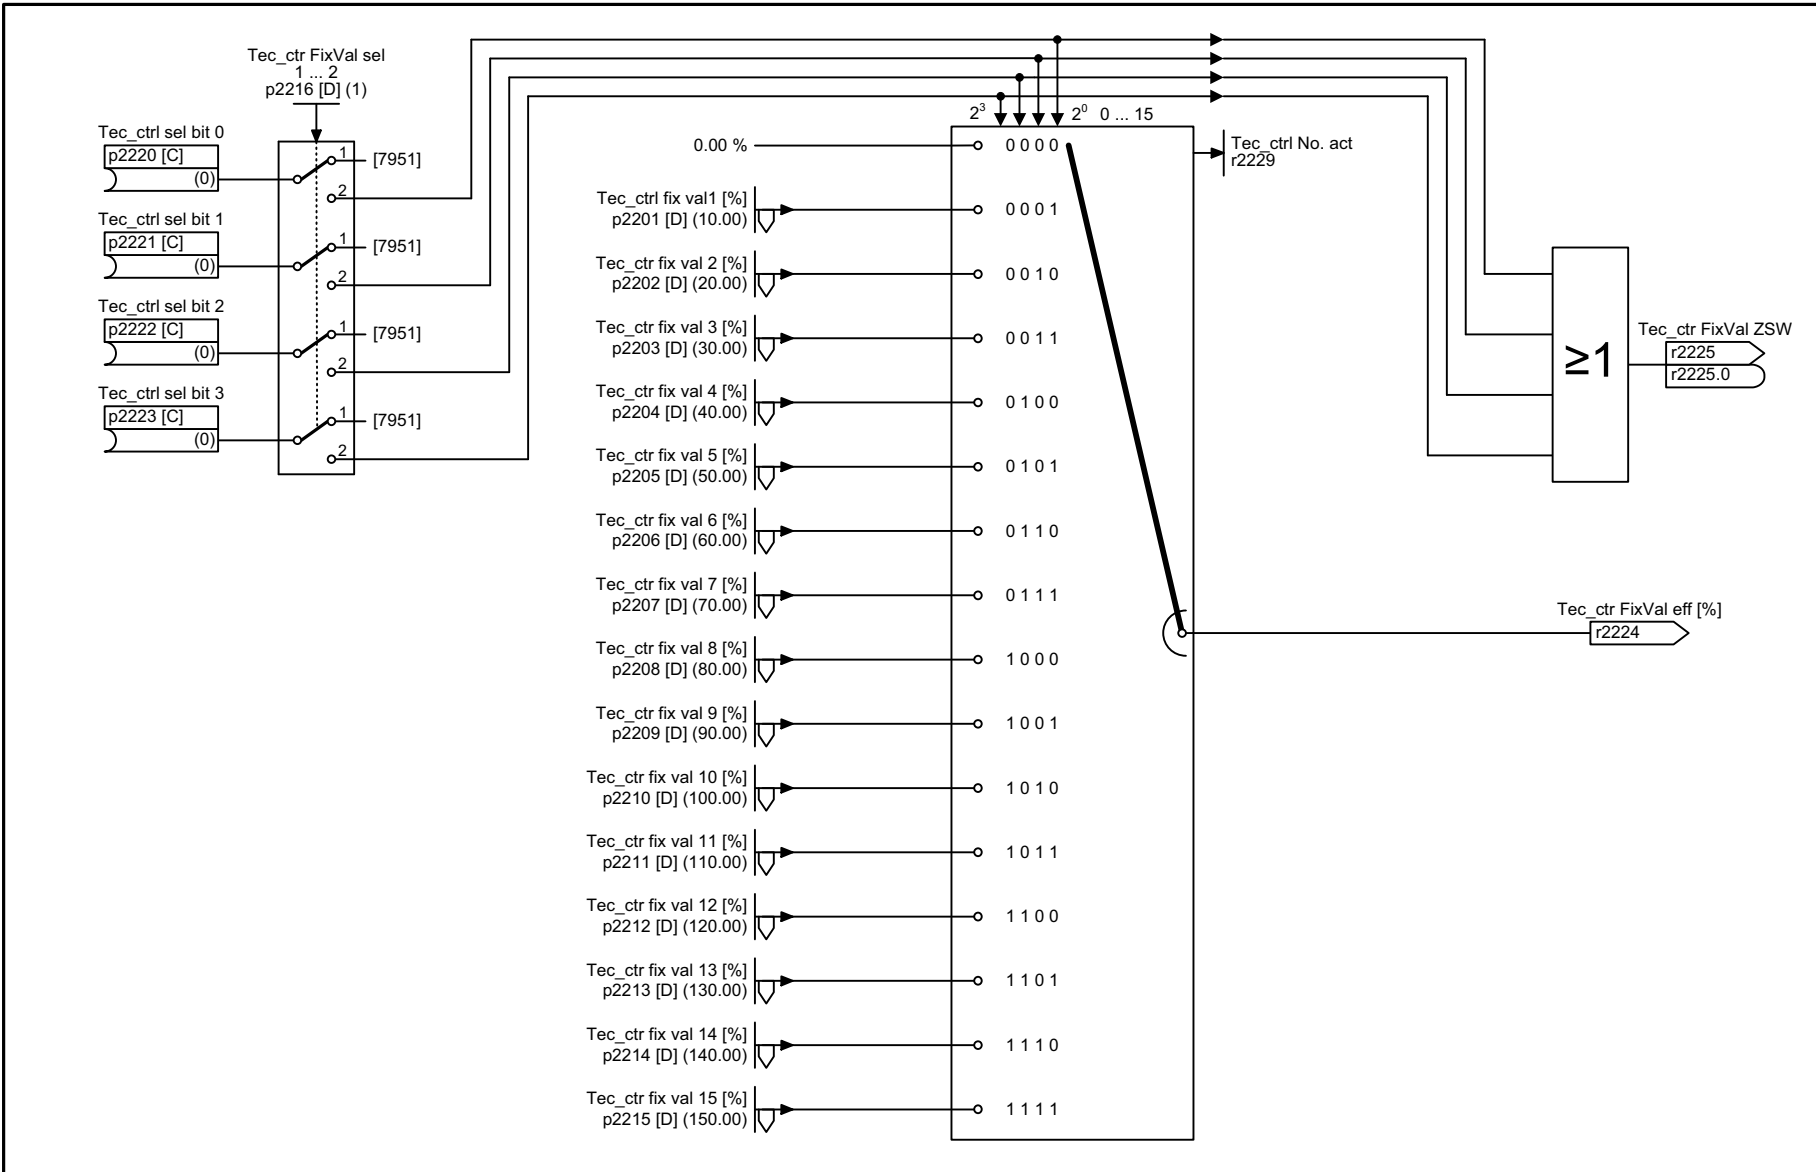 Tec_ctr FixVal sel
1 ... 2
p2216 [D] (1)
Tec_ctrl sel bit 0
p2220 [C]
(0)
1
[7951]
2
Tec_ctrl sel bit 1
p2221 [C]
(0)
1
[7951]
2
Tec_ctrl sel bit 2
p2222 [C]
(0)
1
[7951]
2
Tec_ctrl sel bit 3
p2223 [C]
(0)
1
[7951]
2
2³ 2⁰ 0 ... 15
0.00 %
0 0 0 0
Tec_ctrl fix val1 [%]
p2201 [D] (10.00)
0 0 0 1
Tec_ctr fix val 2 [%]
p2202 [D] (20.00)
0 0 1 0
Tec_ctr fix val 3 [%]
p2203 [D] (30.00)
0 0 1 1
Tec_ctr fix val 4 [%]
p2204 [D] (40.00)
0 1 0 0
Tec_ctr fix val 5 [%]
p2205 [D] (50.00)
0 1 0 1
Tec_ctr fix val 6 [%]
p2206 [D] (60.00)
0 1 1 0
Tec_ctr fix val 7 [%]
p2207 [D] (70.00)
0 1 1 1
Tec_ctr fix val 8 [%]
p2208 [D] (80.00)
1 0 0 0
Tec_ctr fix val 9 [%]
p2209 [D] (90.00)
1 0 0 1
Tec_ctr fix val 10 [%]
p2210 [D] (100.00)
1 0 1 0
Tec_ctr fix val 11 [%]
p2211 [D] (110.00)
1 0 1 1
Tec_ctr fix val 12 [%]
p2212 [D] (120.00)
1 1 0 0
Tec_ctr fix val 13 [%]
p2213 [D] (130.00)
1 1 0 1
Tec_ctr fix val 14 [%]
p2214 [D] (140.00)
1 1 1 0
Tec_ctr fix val 15 [%]
p2215 [D] (150.00)
1 1 1 1
Tec_ctrl No. act
r2229
≥1
Tec_ctr FixVal ZSW
r2225
r2225.0
Tec_ctr FixVal eff [%]
r2224